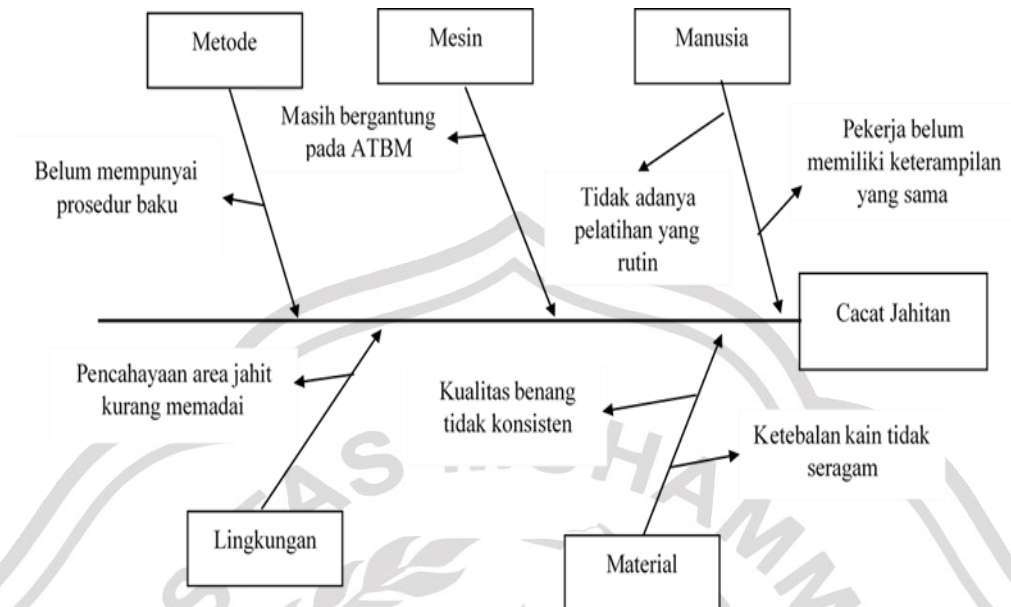 Metode
Mesin
Manusia
Masih bergantung
pada ATBM
Pekerja belum
memiliki keterampilan
yang sama
Belum mempunyai
prosedur baku
Tidak adanya
pelatihan yang
rutin
Cacat Jahitan
Pencahayaan area jahit
kurang memadai
Kualitas benang
tidak konsisten
Ketebalan kain tidak
seragam
Lingkungan
Material